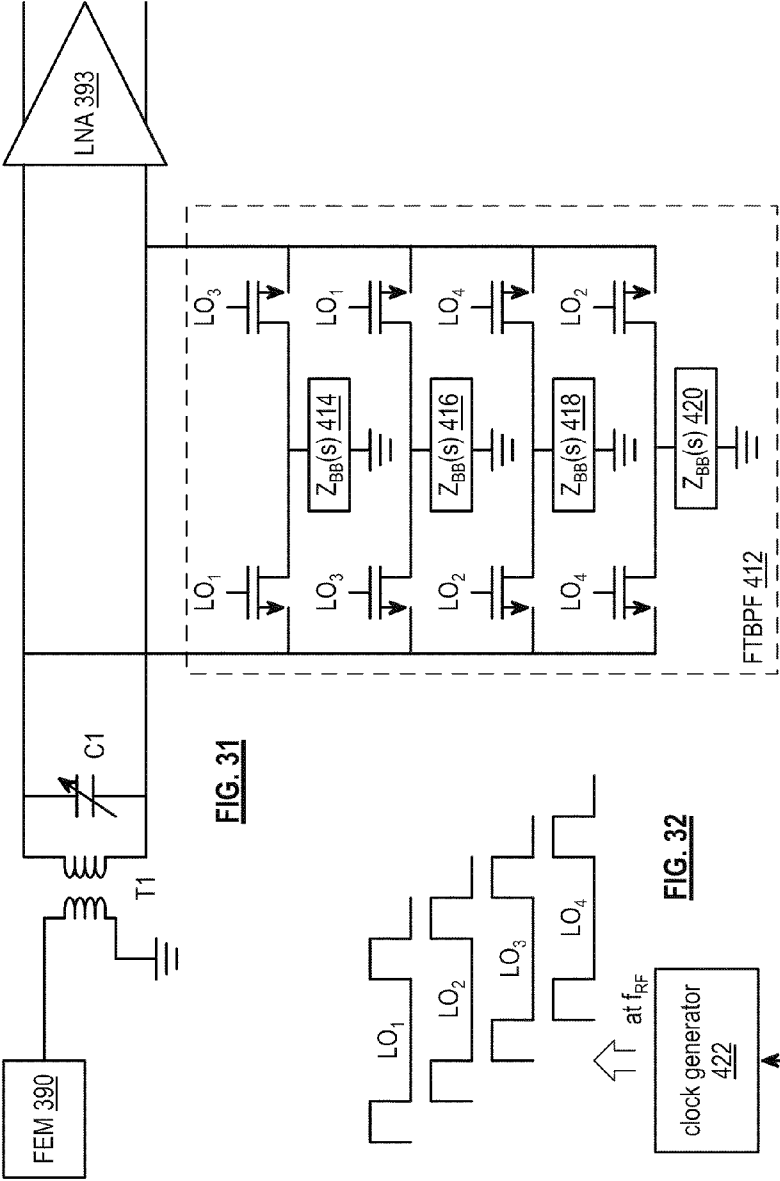 FEM 390
T1
C1
LNA 393
FIG. 31
LO1
LO3
ZBB(s) 414
LO3
LO1
ZBB(s) 416
LO2
LO4
ZBB(s) 418
LO4
LO2
ZBB(s) 420
FTBPF 412
LO1
LO2
LO3
LO4
at fRF
clock generator
422
FIG. 32